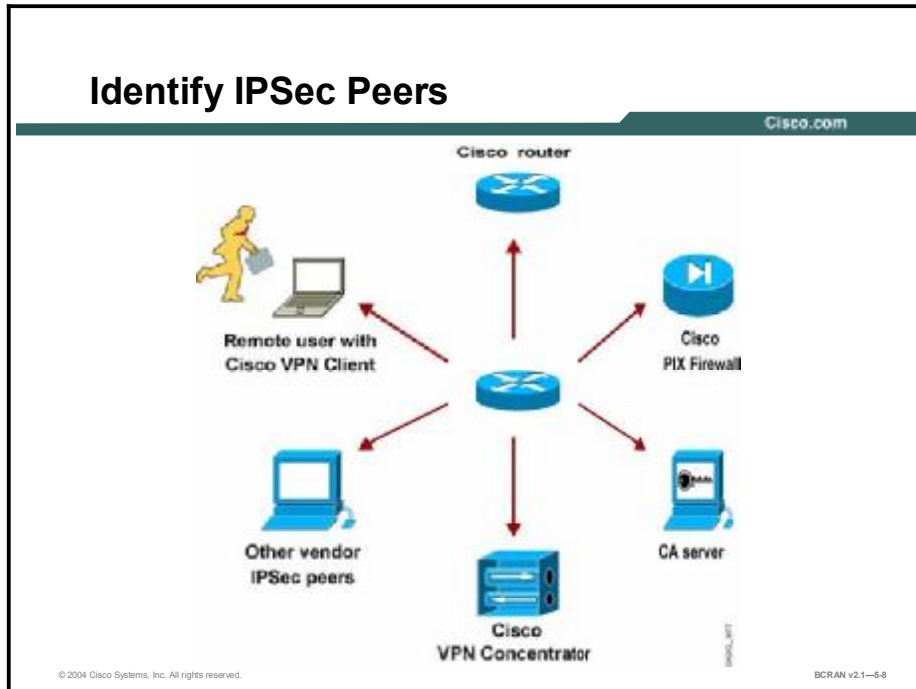 Identify IPSec Peers
Cisco.com
Cisco router
Remote user with
Cisco VPN Client
Cisco
PIX Firewall
Other vendor
IPSec peers
CA server
Cisco
VPN Concentrator
© 2004 Cisco Systems, Inc. All rights reserved.
BCRAN v2.1—5-8